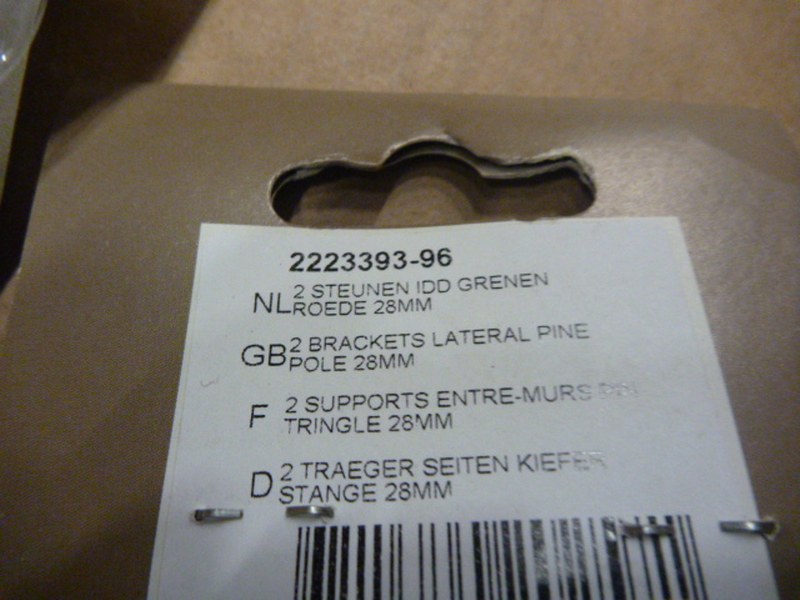 2223393-96
NL 2 STEUNEN IDD GRENEN
ROEDE 28MM
GB 2 BRACKETS LATERAL PINE
POLE 28MM
F 2 SUPPORTS ENTRE-MURS
TRINGLE 28MM
D 2 TRAEGER SEITEN KIEFER
STANGE 28MM